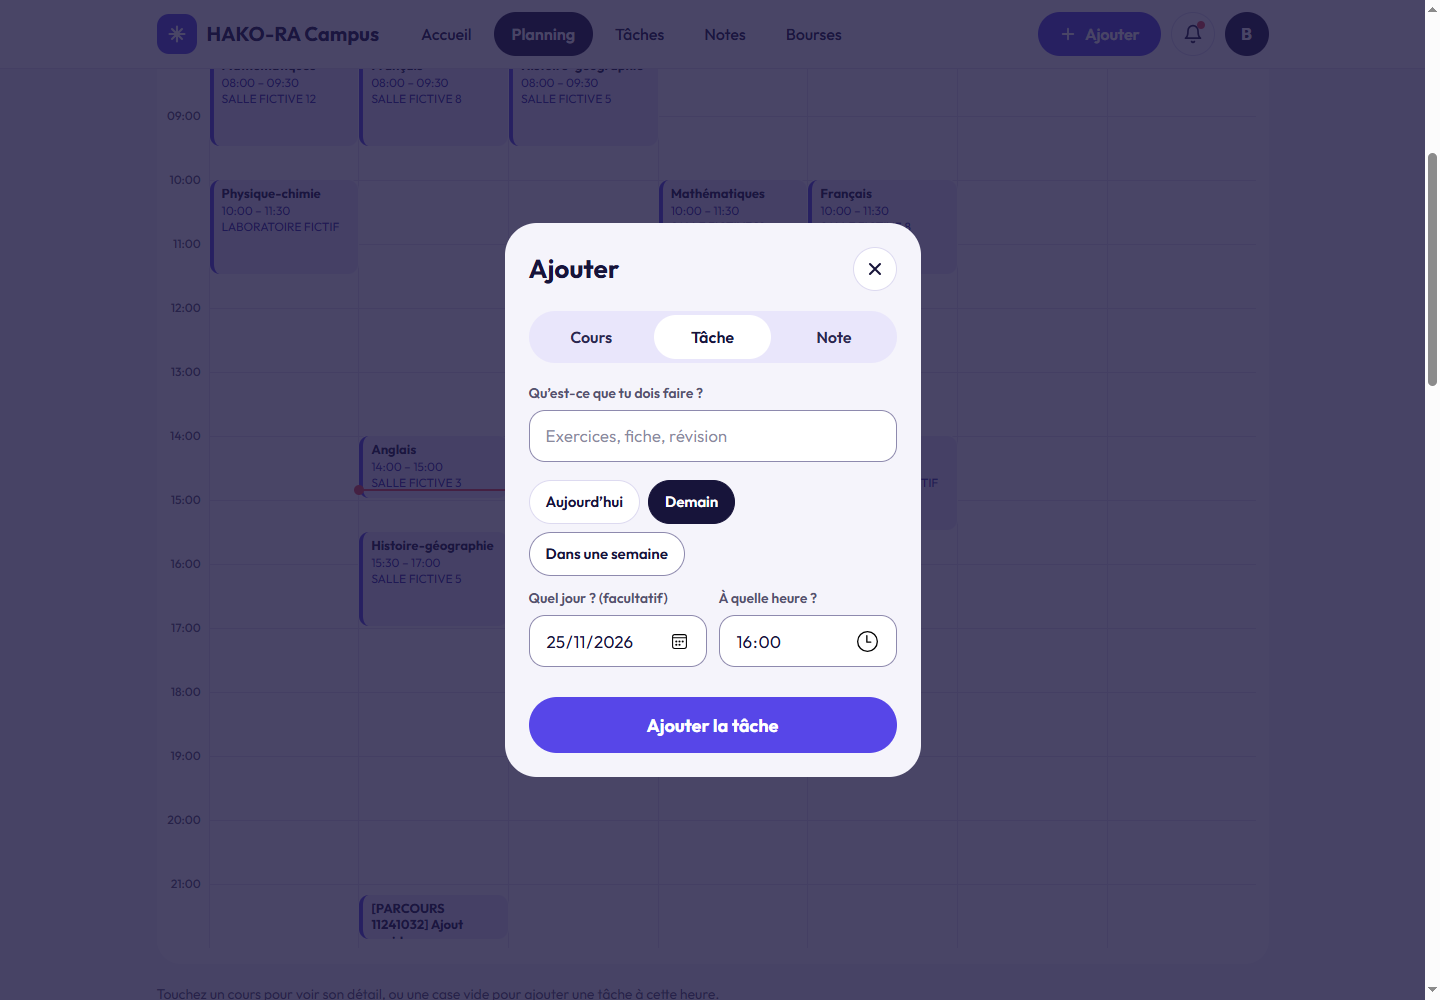 HAKO-RA Campus
Accueil
Planning
Tâches
Notes
Bourses
Ajouter
B
08:00 – 09:30
SALLE FICTIVE 12
08:00 – 09:30
SALLE FICTIVE 8
08:00 – 09:30
SALLE FICTIVE 5
09:00
10:00
Physique-chimie
10:00 – 11:30
LABORATOIRE FICTIF
Mathématiques
10:00 – 11:30
Français
10:00 – 11:30
11:00
12:00
13:00
14:00
Anglais
14:00 – 15:00
SALLE FICTIVE 3
15:00
Histoire-géographie
15:30 – 17:00
SALLE FICTIVE 5
16:00
17:00
18:00
19:00
20:00
21:00
[PARCOURS
11241032] Ajout
Ajouter
Cours
Tâche
Note
Qu'est-ce que tu dois faire ?
Exercices, fiche, révision
Aujourd'hui
Demain
Dans une semaine
Quel jour ? (facultatif)
À quelle heure ?
25/11/2026
16:00
Ajouter la tâche
Touchez un cours pour voir son détail, ou une case vide pour ajouter une tâche à cette heure.